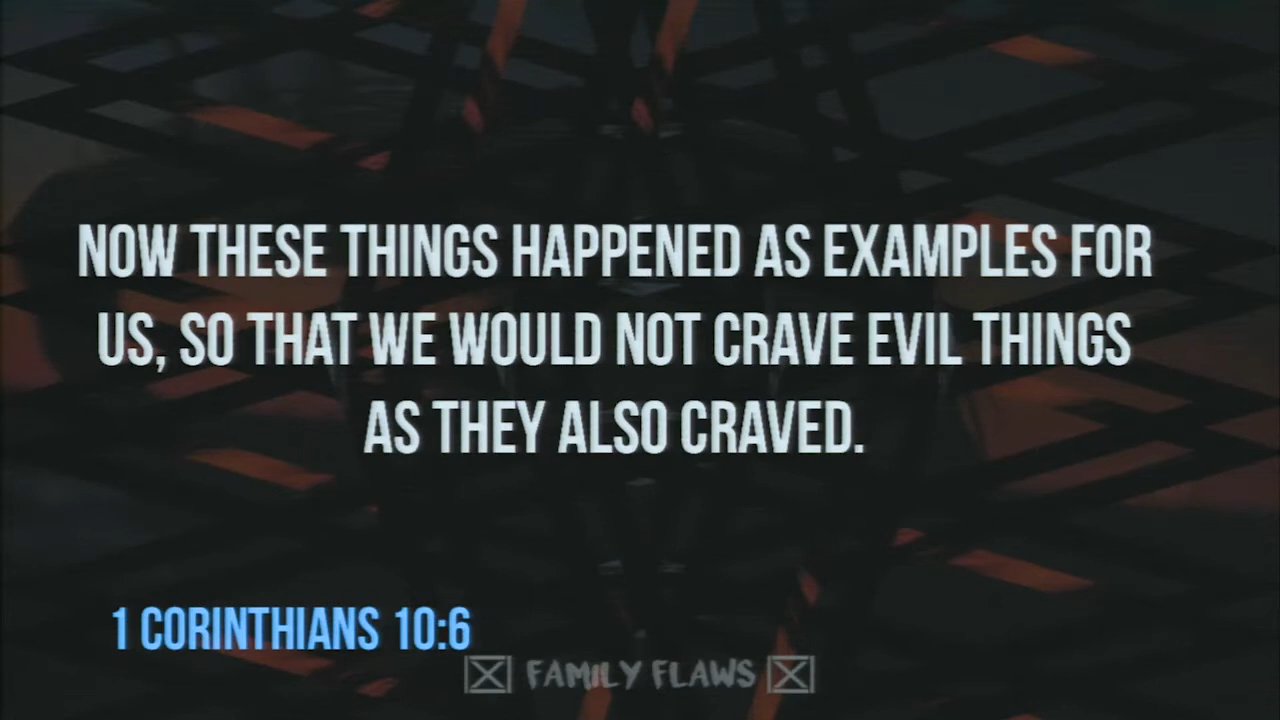 NOW THESE THINGS HAPPENED AS EXAMPLES FOR
US, SO THAT WE WOULD NOT CRAVE EVIL THINGS
AS THEY ALSO CRAVED.
1 CORINTHIANS 10:6
FAMILY FLAWS